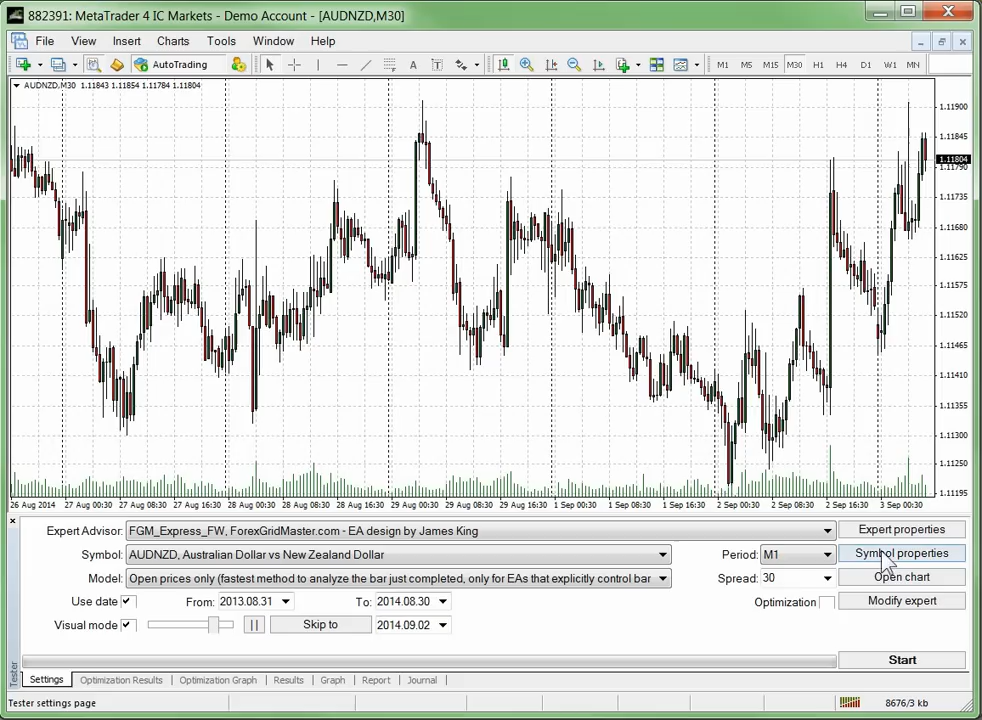 882391: MetaTrader 4 IC Markets - Demo Account - [AUDNZD,M30]
File View Insert Charts Tools Window Help
AutoTrading A T M1 M5 M15 M30 H1 H4 D1 W1 MN
AUDNZD,M30 1.11843 1.11854 1.11784 1.11804
1.11900
1.11845
1.11804
1.11790
1.11735
1.11680
1.11625
1.11575
1.11520
1.11465
1.11410
1.11355
1.11300
1.11250
1.11195
26 Aug 2014 27 Aug 00:30 27 Aug 08:30 27 Aug 16:30 28 Aug 00:30 28 Aug 08:30 28 Aug 16:30 29 Aug 00:30 29 Aug 08:30 29 Aug 16:30 1 Sep 00:30 1 Sep 08:30 1 Sep 16:30 2 Sep 00:30 2 Sep 08:30 2 Sep 16:30 3 Sep 00:30
Expert Advisor: FGM_Express_FW, ForexGridMaster.com - EA design by James King Expert properties
Symbol: AUDNZD, Australian Dollar vs New Zealand Dollar Period: M1 Symbol properties
Model: Open prices only (fastest method to analyze the bar just completed, only for EAs that explicitly control bar Spread: 30 Open chart
Use date From: 2013.08.31 To: 2014.08.30 Optimization Modify expert
Visual mode Skip to 2014.09.02
Start
Tester
Settings Optimization Results Optimization Graph Results Graph Report Journal
Tester settings page 8676/3 kb